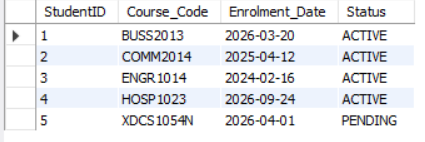 StudentID Course_Code Enrolment_Date Status
1 BUSS2013 2026-03-20 ACTIVE
2 COMM2014 2025-04-12 ACTIVE
3 ENGR1014 2024-02-16 ACTIVE
4 HOSP1023 2026-09-24 ACTIVE
5 XDCS1054N 2026-04-01 PENDING